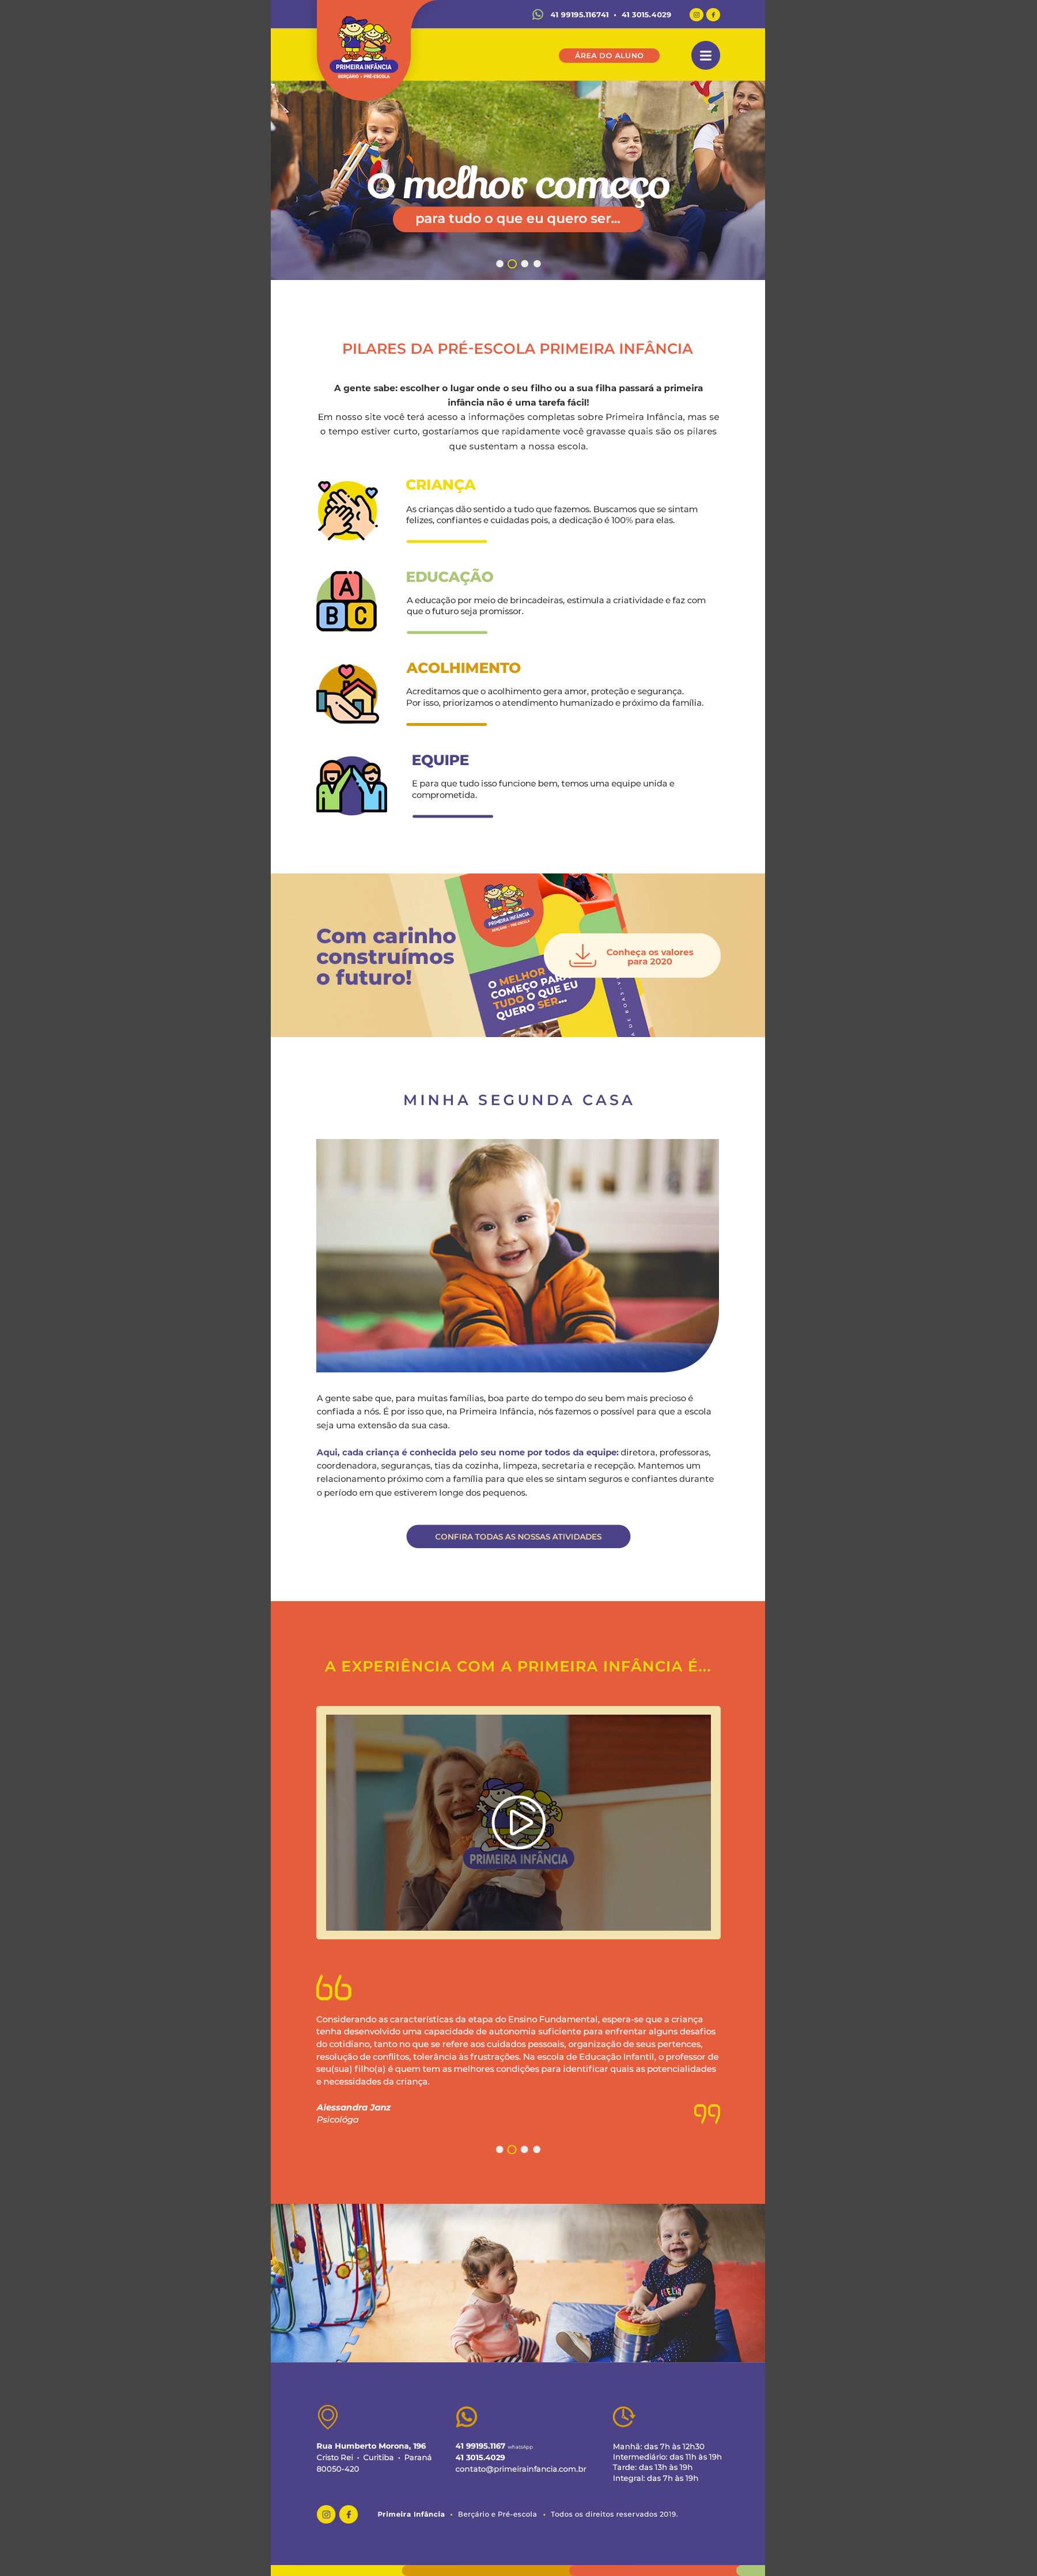 41 99195.116741 • 41 3015.4029
PRIMEIRA INFÂNCIA
BERÇÁRIO • PRÉ-ESCOLA
ÁREA DO ALUNO
O melhor começo
para tudo o que eu quero ser...
PILARES DA PRÉ-ESCOLA PRIMEIRA INFÂNCIA
A gente sabe: escolher o lugar onde o seu filho ou a sua filha passará a primeira
infância não é uma tarefa fácil!
Em nosso site você terá acesso a informações completas sobre Primeira Infância, mas se
o tempo estiver curto, gostaríamos que rapidamente você gravasse quais são os pilares
que sustentam a nossa escola.
CRIANÇA
As crianças dão sentido a tudo que fazemos. Buscamos que se sintam
felizes, confiantes e cuidadas pois, a dedicação é 100% para elas.
A
B C
EDUCAÇÃO
A educação por meio de brincadeiras, estimula a criatividade e faz com
que o futuro seja promissor.
ACOLHIMENTO
Acreditamos que o acolhimento gera amor, proteção e segurança.
Por isso, priorizamos o atendimento humanizado e próximo da família.
EQUIPE
E para que tudo isso funcione bem, temos uma equipe unida e
comprometida.
Com carinho
construímos
o futuro!
PRIMEIRA INFÂNCIA
BERÇÁRIO • PRÉ-ESCOLA
O MELHOR
COMEÇO PARA
TUDO O QUE EU
QUERO SER...
Conheça os valores
para 2020
MINHA SEGUNDA CASA
A gente sabe que, para muitas famílias, boa parte do tempo do seu bem mais precioso é
confiada a nós. É por isso que, na Primeira Infância, nós fazemos o possível para que a escola
seja uma extensão da sua casa.
Aqui, cada criança é conhecida pelo seu nome por todos da equipe: diretora, professoras,
coordenadora, seguranças, tias da cozinha, limpeza, secretaria e recepção. Mantemos um
relacionamento próximo com a família para que eles se sintam seguros e confiantes durante
o período em que estiverem longe dos pequenos.
CONFIRA TODAS AS NOSSAS ATIVIDADES
A EXPERIÊNCIA COM A PRIMEIRA INFÂNCIA É...
PRIMEIRA INFÂNCIA
Considerando as características da etapa do Ensino Fundamental, espera-se que a criança
tenha desenvolvido uma capacidade de autonomia suficiente para enfrentar alguns desafios
do cotidiano, tanto no que se refere aos cuidados pessoais, organização de seus pertences,
resolução de conflitos, tolerância às frustrações. Na escola de Educação Infantil, o professor de
seu(sua) filho(a) é quem tem as melhores condições para identificar quais as potencialidades
e necessidades da criança.
Alessandra Janz
Psicológa
Rua Humberto Morona, 196
Cristo Rei • Curitiba • Paraná
80050-420
41 99195.1167 whatsApp
41 3015.4029
contato@primeirainfancia.com.br
Manhã: das 7h às 12h30
Intermediário: das 11h às 19h
Tarde: das 13h às 19h
Integral: das 7h às 19h
Primeira Infância • Berçário e Pré-escola • Todos os direitos reservados 2019.